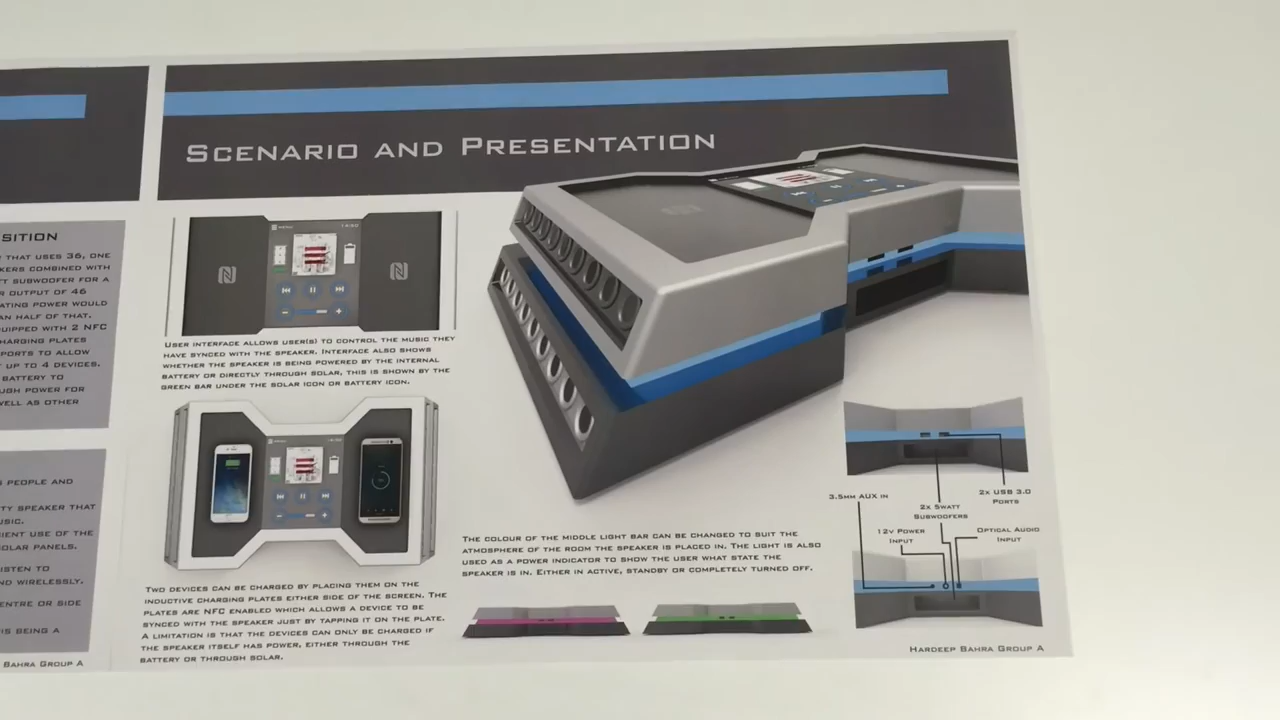 SCENARIO AND PRESENTATION
SITION
THAT USES 36, ONE
KERS COMBINED WITH
SUBWOOFER FOR A
OUTPUT OF 46
ATING POWER WOULD
AN HALF OF THAT.
UIPPED WITH 2 NFC
HARGING PLATES
PORTS TO ALLOW
UP TO 4 DEVICES.
BATTERY TO
UGH POWER FOR
WELL AS OTHER
PEOPLE AND
TY SPEAKER THAT
USIC.
IENT USE OF THE
OLAR PANELS.
ISTEN TO
ND WIRELESSLY.
ENTRE OR SIDE
IS BEING A
BAHRA GROUP A
USER INTERFACE ALLOWS USER(S) TO CONTROL THE MUSIC THEY
HAVE SYNCED WITH THE SPEAKER. INTERFACE ALSO SHOWS
WHETHER THE SPEAKER IS BEING POWERED BY THE INTERNAL
BATTERY OR DIRECTLY THROUGH SOLAR, THIS IS SHOWN BY THE
GREEN BAR UNDER THE SOLAR ICON OR BATTERY ICON.
TWO DEVICES CAN BE CHARGED BY PLACING THEM ON THE
INDUCTIVE CHARGING PLATES EITHER SIDE OF THE SCREEN. THE
PLATES ARE NFC ENABLED WHICH ALLOWS A DEVICE TO BE
SYNCED WITH THE SPEAKER JUST BY TAPPING IT ON THE PLATE.
A LIMITATION IS THAT THE DEVICES CAN ONLY BE CHARGED IF
THE SPEAKER ITSELF HAS POWER, EITHER THROUGH THE
BATTERY OR THROUGH SOLAR.
THE COLOUR OF THE MIDDLE LIGHT BAR CAN BE CHANGED TO SUIT THE
ATMOSPHERE OF THE ROOM THE SPEAKER IS PLACED IN. THE LIGHT IS ALSO
USED AS A POWER INDICATOR TO SHOW THE USER WHAT STATE THE
SPEAKER IS IN. EITHER IN ACTIVE, STANDBY OR COMPLETELY TURNED OFF.
3.5MM AUX IN
2X USB 3.0
PORTS
2X 5WATT
SUBWOOFERS
12V POWER
INPUT
OPTICAL AUDIO
INPUT
HARDEEP BAHRA GROUP A